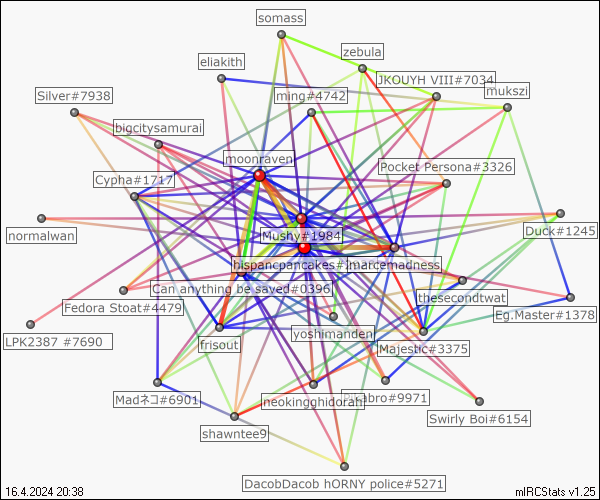 somass
zebula
eliakith
JKOUYH VIII#7034
ming#4742
mukszi
Silver#7938
bigcitysamurai
moonraven
Pocket Persona#3326
Cypha#1717
normalwan
Mushy#1984
Duck#1245
hispancpancakes#
marcemadness
Can.anything be saved#0396
thesecondtwat
Fedora Stoat#4479
Eg.Master#1378
yoshimanden
LPK2387 #7690
frisout
Majestic#3375
Madネコ#6901
neokingghidorah
#9971
Swirly Boi#6154
shawntee9
DacobDacob hORNY police#5271
16.4.2024 20:38
mIRCStats v1.25